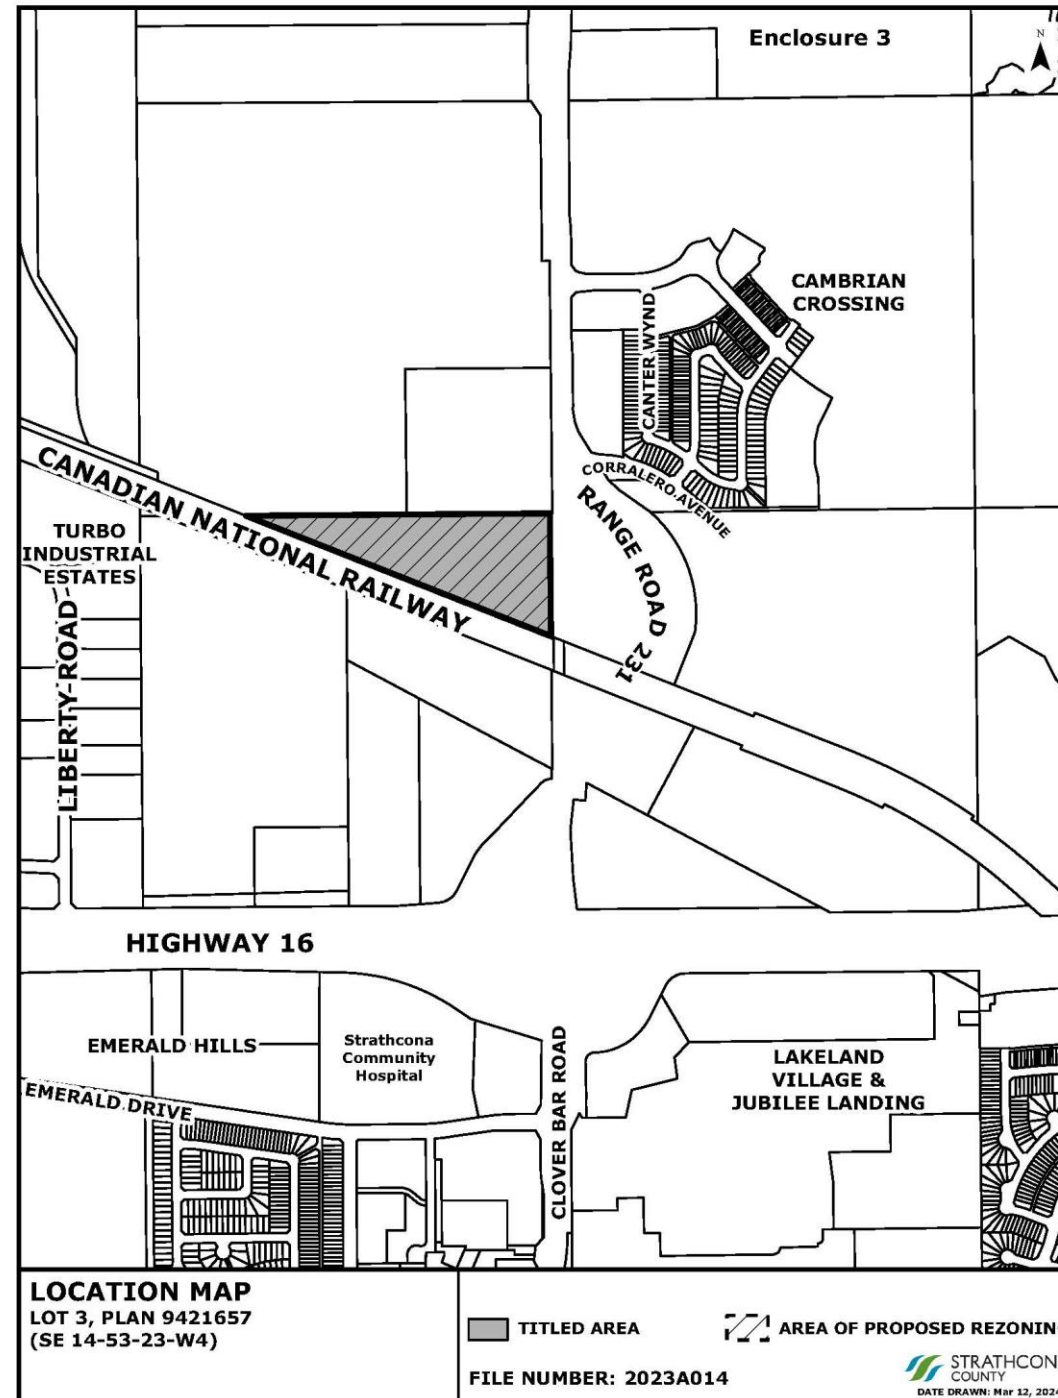 Enclosure 3
N
CAMBRIAN
CROSSING
CANTER WYND
CORRALERO AVENUE
RANGE ROAD 231
CANADIAN NATIONAL RAILWAY
TURBO
INDUSTRIAL
ESTATES
LIBERTY ROAD
HIGHWAY 16
EMERALD HILLS
Strathcona
Community
Hospital
EMERALD DRIVE
CLOVER BAR ROAD
LAKELAND
VILLAGE &
JUBILEE LANDING
LOCATION MAP
LOT 3, PLAN 9421657
(SE 14-53-23-W4)
TITLED AREA
AREA OF PROPOSED REZONIN
FILE NUMBER: 2023A014
STRATHCON
COUNTY
DATE DRAWN: Mar 12, 2024